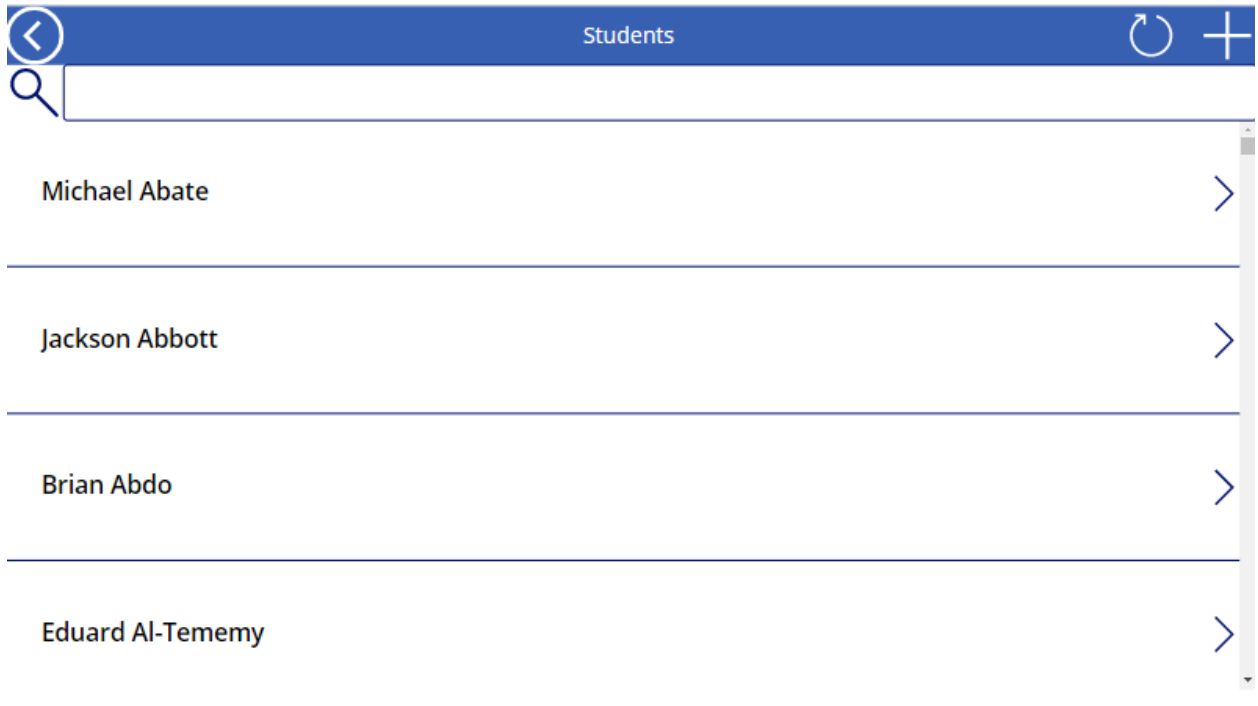 Students
Michael Abate
Jackson Abbott
Brian Abdo
Eduard Al-Tememy